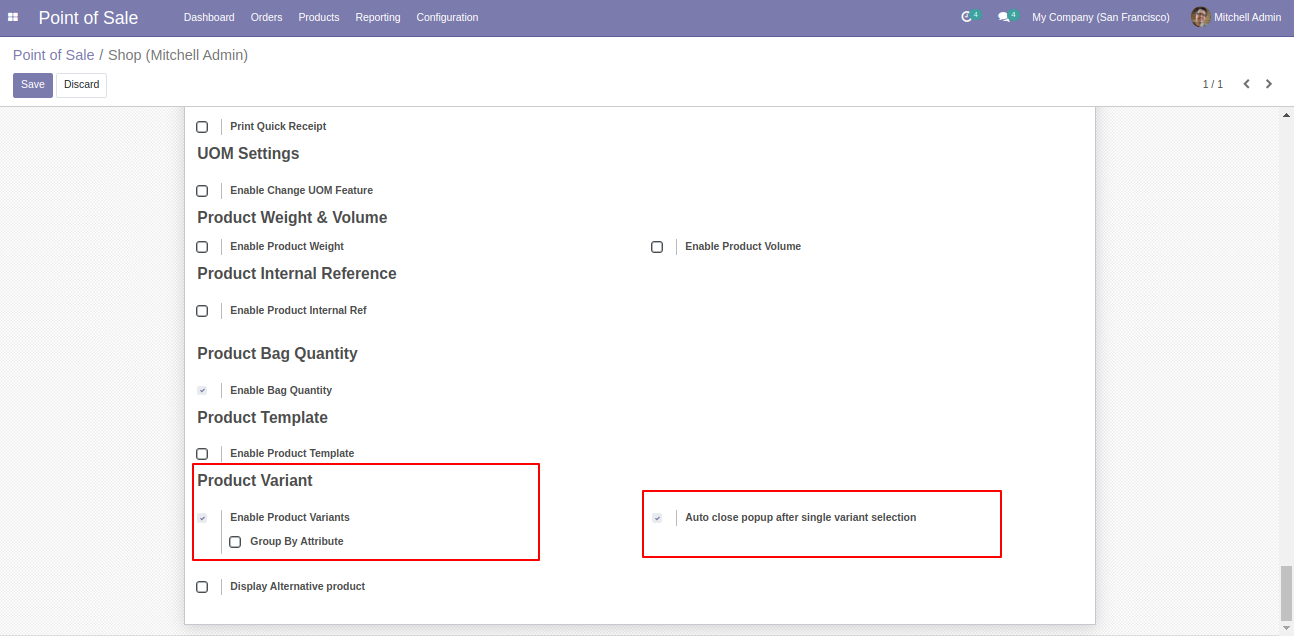 Point of Sale Dashboard Orders Products Reporting Configuration 4 4 My Company (San Francisco) Mitchell Admin
Point of Sale / Shop (Mitchell Admin)
Save Discard 1 / 1
Print Quick Receipt
UOM Settings
Enable Change UOM Feature
Product Weight & Volume
Enable Product Weight Enable Product Volume
Product Internal Reference
Enable Product Internal Ref
Product Bag Quantity
Enable Bag Quantity
Product Template
Enable Product Template
Product Variant
Enable Product Variants Auto close popup after single variant selection
Group By Attribute
Display Alternative product